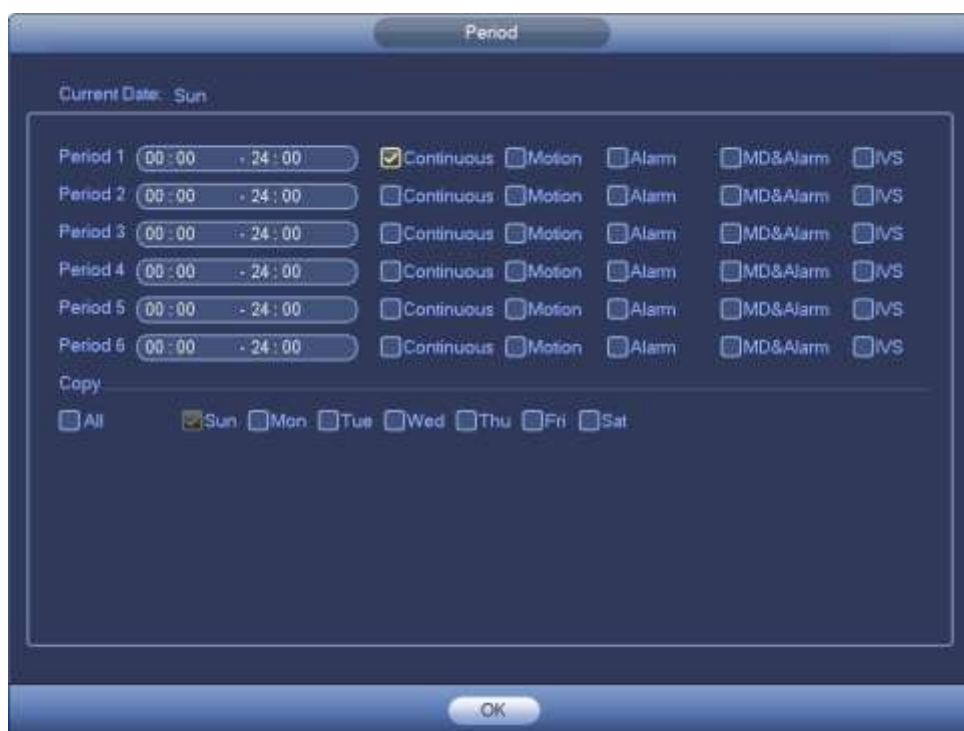 Period
Current Date: Sun
Period 1 00 : 00 - 24 : 00 Continuous Motion Alarm MD&Alarm IVS
Period 2 00 : 00 - 24 : 00 Continuous Motion Alarm MD&Alarm IVS
Period 3 00 : 00 - 24 : 00 Continuous Motion Alarm MD&Alarm IVS
Period 4 00 : 00 - 24 : 00 Continuous Motion Alarm MD&Alarm IVS
Period 5 00 : 00 - 24 : 00 Continuous Motion Alarm MD&Alarm IVS
Period 6 00 : 00 - 24 : 00 Continuous Motion Alarm MD&Alarm IVS
Copy
All Sun Mon Tue Wed Thu Fri Sat
OK